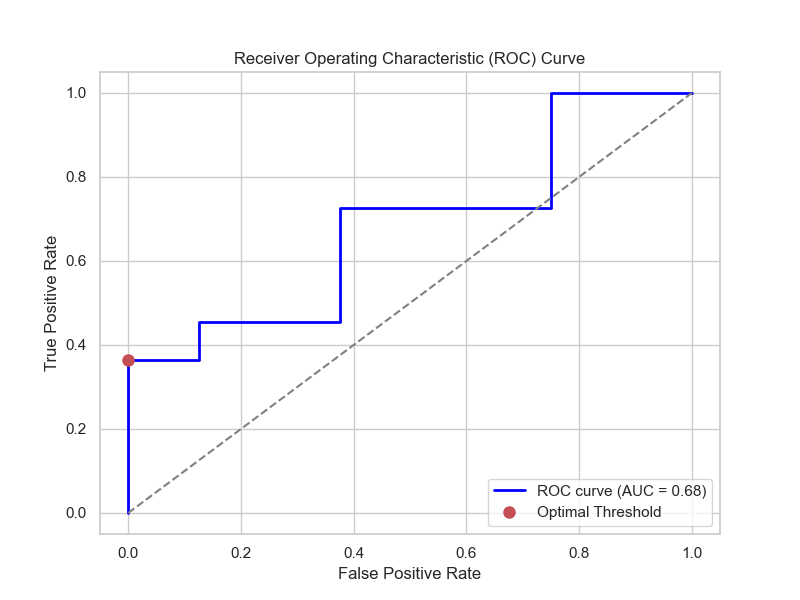 Receiver Operating Characteristic (ROC) Curve
1.0
0.8
0.6
0.4
0.2
0.0
True Positive Rate
ROC curve (AUC = 0.68)
Optimal Threshold
0.0 0.2 0.4 0.6 0.8 1.0
False Positive Rate